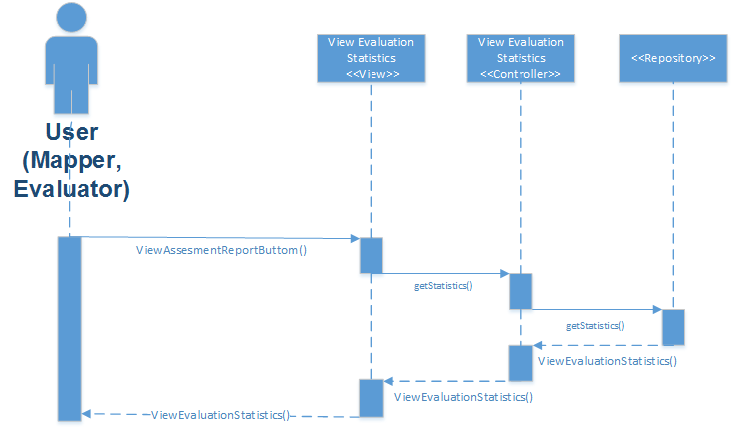 View Evaluation
Statistics
<<View>>
View Evaluation
Statistics
<<Controller>>
<<Repository>>
User
(Mapper,
Evaluator)
ViewAssesmentReportButtom()
getStatistics()
getStatistics()
ViewEvaluationStatistics()
ViewEvaluationStatistics()
ViewEvaluationStatistics()